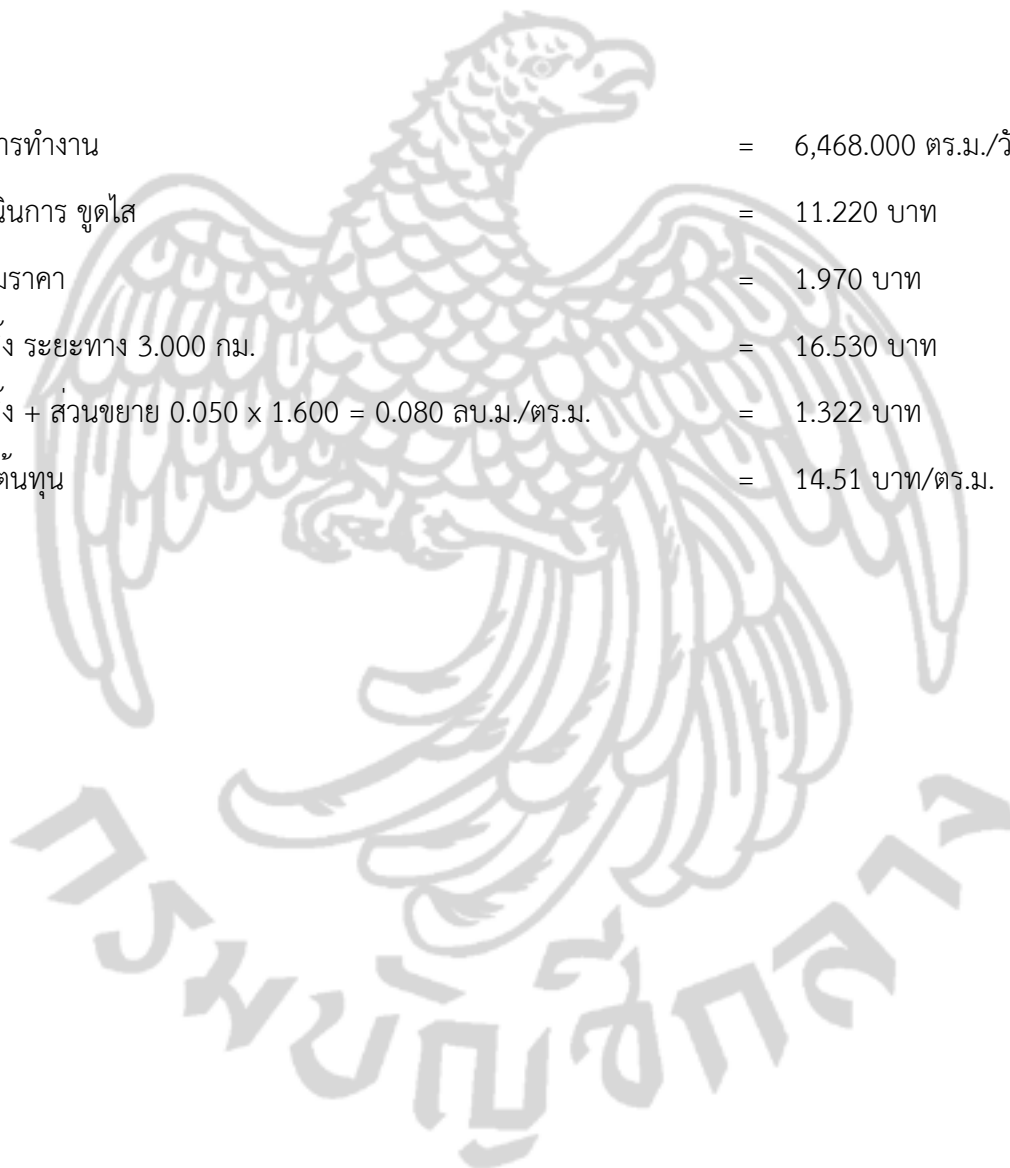 ารทำงาน = 6,468.000 ตร.ม./วั
นินการ ขูดไส = 11.220 บาท
มราคา = 1.970 บาท
ั้ง ระยะทาง 3.000 กม. = 16.530 บาท
ั้ง + ส่วนขยาย 0.050 x 1.600 = 0.080 ลบ.ม./ตร.ม. = 1.322 บาท
ต้นทุน = 14.51 บาท/ตร.ม.
กรมบัญชีกลาง